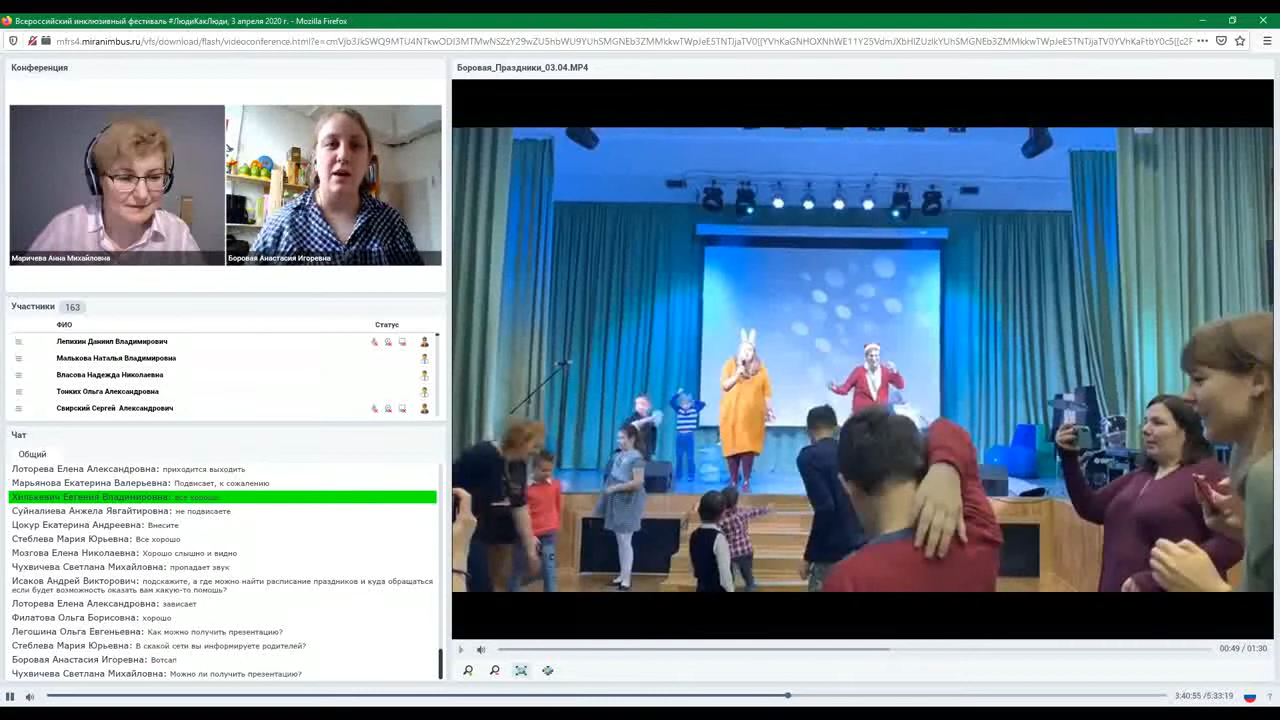 Всероссийский инклюзивный фестиваль #ЛюдиКакЛюди, 3 апреля 2020 г. - Mozilla Firefox
Конференция
Боровая_Праздники_03.04.MP4
Маричева Анна Михайловна
Боровая Анастасия Игоревна
Участники 163
ФИО Статус
Лепихин Даниил Владимирович
Малькова Наталья Владимировна
Власова Надежда Николаевна
Тонких Ольга Александровна
Свирский Сергей Александрович
Чат
Общий
Лоторева Елена Александровна: приходится выходить
Марьянова Екатерина Валерьевна: Подвисает, к сожалению
Хилькевич Евгения Владимировна: все хорошо
Суйналиева Анжела Явгайтировна: не подвисаете
Цокур Екатерина Андреевна: Внесите
Стеблева Мария Юрьевна: Все хорошо
Мозгова Елена Николаевна: Хорошо слышно и видно
Чухвичева Светлана Михайловна: пропадает звук
Исаков Андрей Викторович: подскажите, а где можно найти расписание праздников и куда обращаться
если будет возможность оказать вам какую-то помошь?
Лоторева Елена Александровна: зависает
Филатова Ольга Борисовна: хорошо
Легошина Ольга Евгеньевна: Как можно получить презентацию?
Стеблева Мария Юрьевна: В скакой сети вы информируете родителей?
Боровая Анастасия Игоревна: Вотсап
Чухвичева Светлана Михайловна: Можно ли получить презентацию?
00:49 / 01:30
3:40:55 /5:33:19